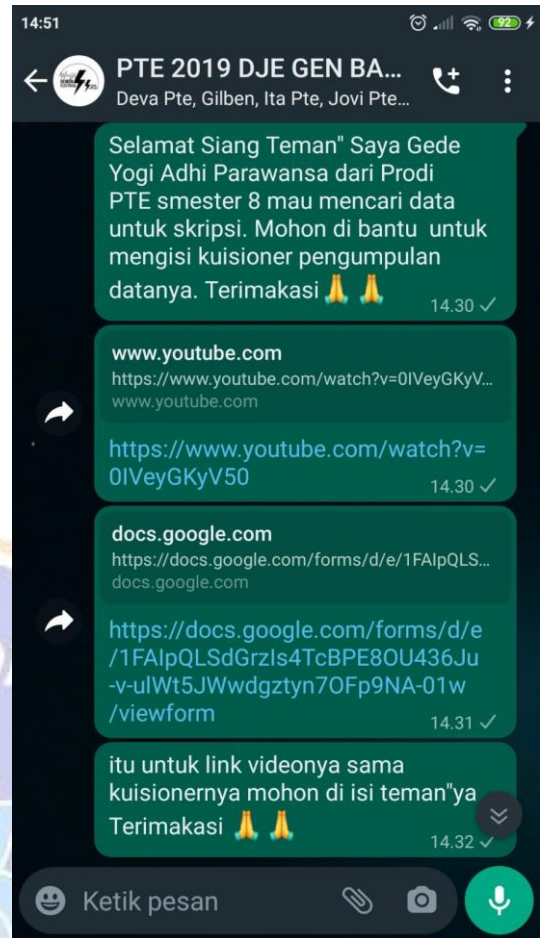 14:51
92
PTE 2019 DJE GEN BA...
Deva Pte, Gilben, Ita Pte, Jovi Pte...
Selamat Siang Teman" Saya Gede
Yogi Adhi Parawansa dari Prodi
PTE smester 8 mau mencari data
untuk skripsi. Mohon di bantu untuk
mengisi kuisioner pengumpulan
datanya. Terimakasi🙏🙏
14.30
www.youtube.com
https://www.youtube.com/watch?v=0IVeyGKyV...
www.youtube.com
https://www.youtube.com/watch?v=
0IVeyGKyV50
14.30
docs.google.com
https://docs.google.com/forms/d/e/1FAIpQLS...
docs.google.com
https://docs.google.com/forms/d/e
/1FAIpQLSdGrzIs4TcBPE8OU436Ju
-v-ulWt5JWwdgztyn7OFp9NA-01w
/viewform
14.31
itu untuk link videonya sama
kuisionernya mohon di isi teman"ya
Terimakasi 🙏🙏
14.32
Ketik pesan